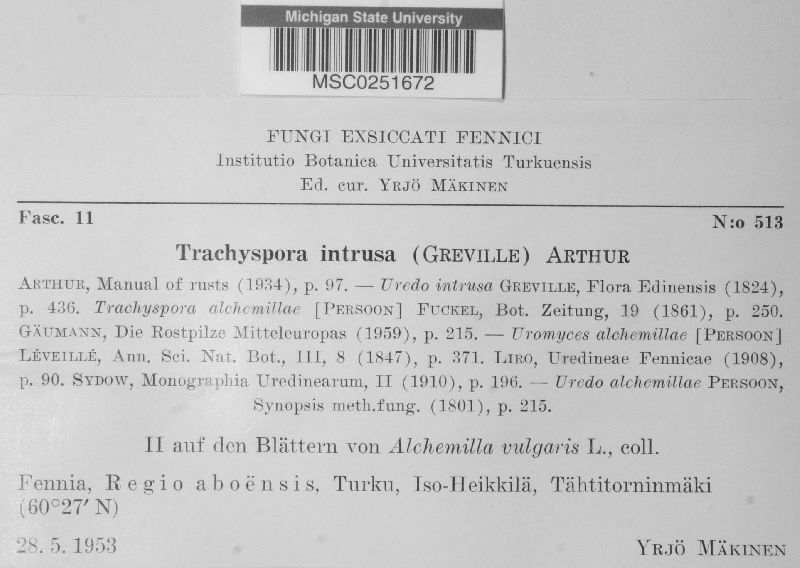 Michigan State University
MSC0251672
FUNGI EXSICCATI FENNICI
Institutio Botanica Universitatis Turkuensis
Ed. cur. YRJÖ MÄKINEN
Fasc. 11 N:o 513
Trachyspora intrusa (GREVILLE) ARTHUR
ARTHUR, Manual of rusts (1934), p. 97. — Uredo intrusa GREVILLE, Flora Edinensis (1824),
p. 436. Trachyspora alchemillae [PERSOON] FUCKEL, Bot. Zeitung, 19 (1861), p. 250.
GÄUMANN, Die Rostpilze Mitteleuropas (1959), p. 215. — Uromyces alchemillae [PERSOON]
LÉVEILLÉ, Ann. Sci. Nat. Bot., III, 8 (1847), p. 371. LIRO, Uredineae Fennicae (1908),
p. 90. SYDOW, Monographia Uredinearum, II (1910), p. 196. — Uredo alchemillae PERSOON,
Synopsis meth.fung. (1801), p. 215.
II auf den Blättern von Alchemilla vulgaris L., coll.
Fennia, Regio aboënsis, Turku, Iso-Heikkilä, Tähtitorninmäki
(60°27′ N)
28. 5. 1953 YRJÖ MÄKINEN